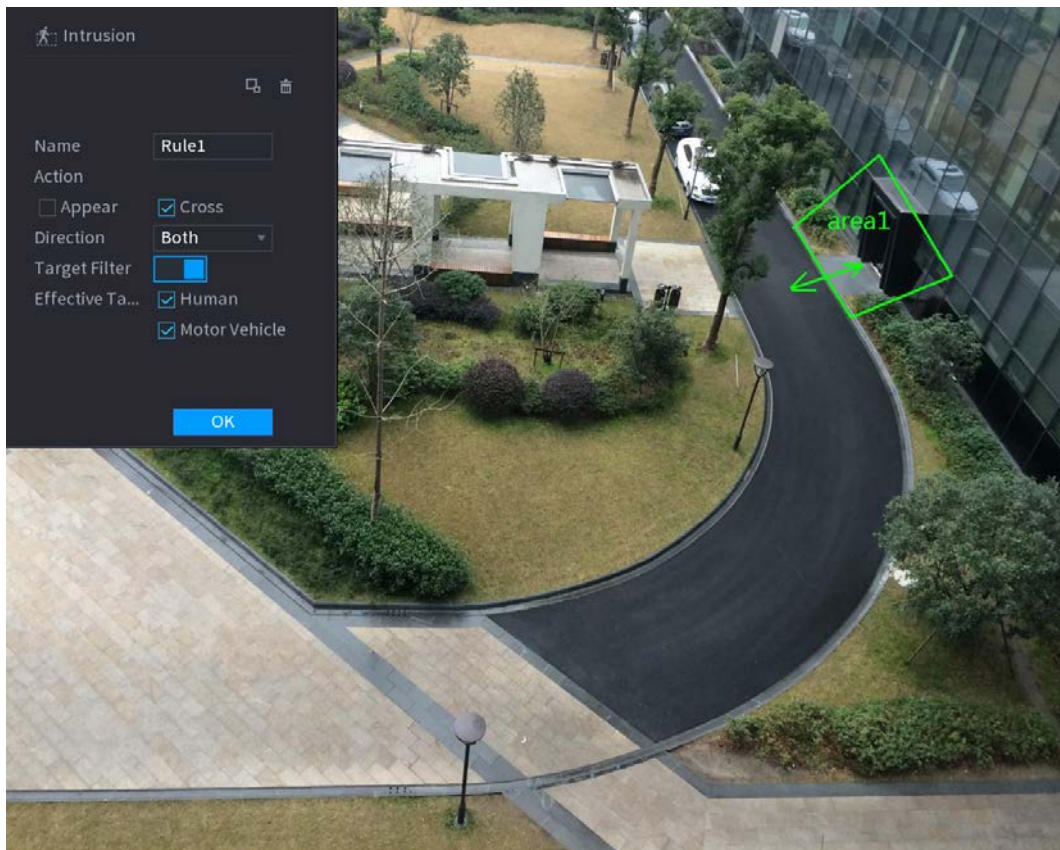 Intrusion
Name Rule1
Action
Appear Cross
Direction Both
Target Filter
Effective Ta... Human
Motor Vehicle
OK
area1